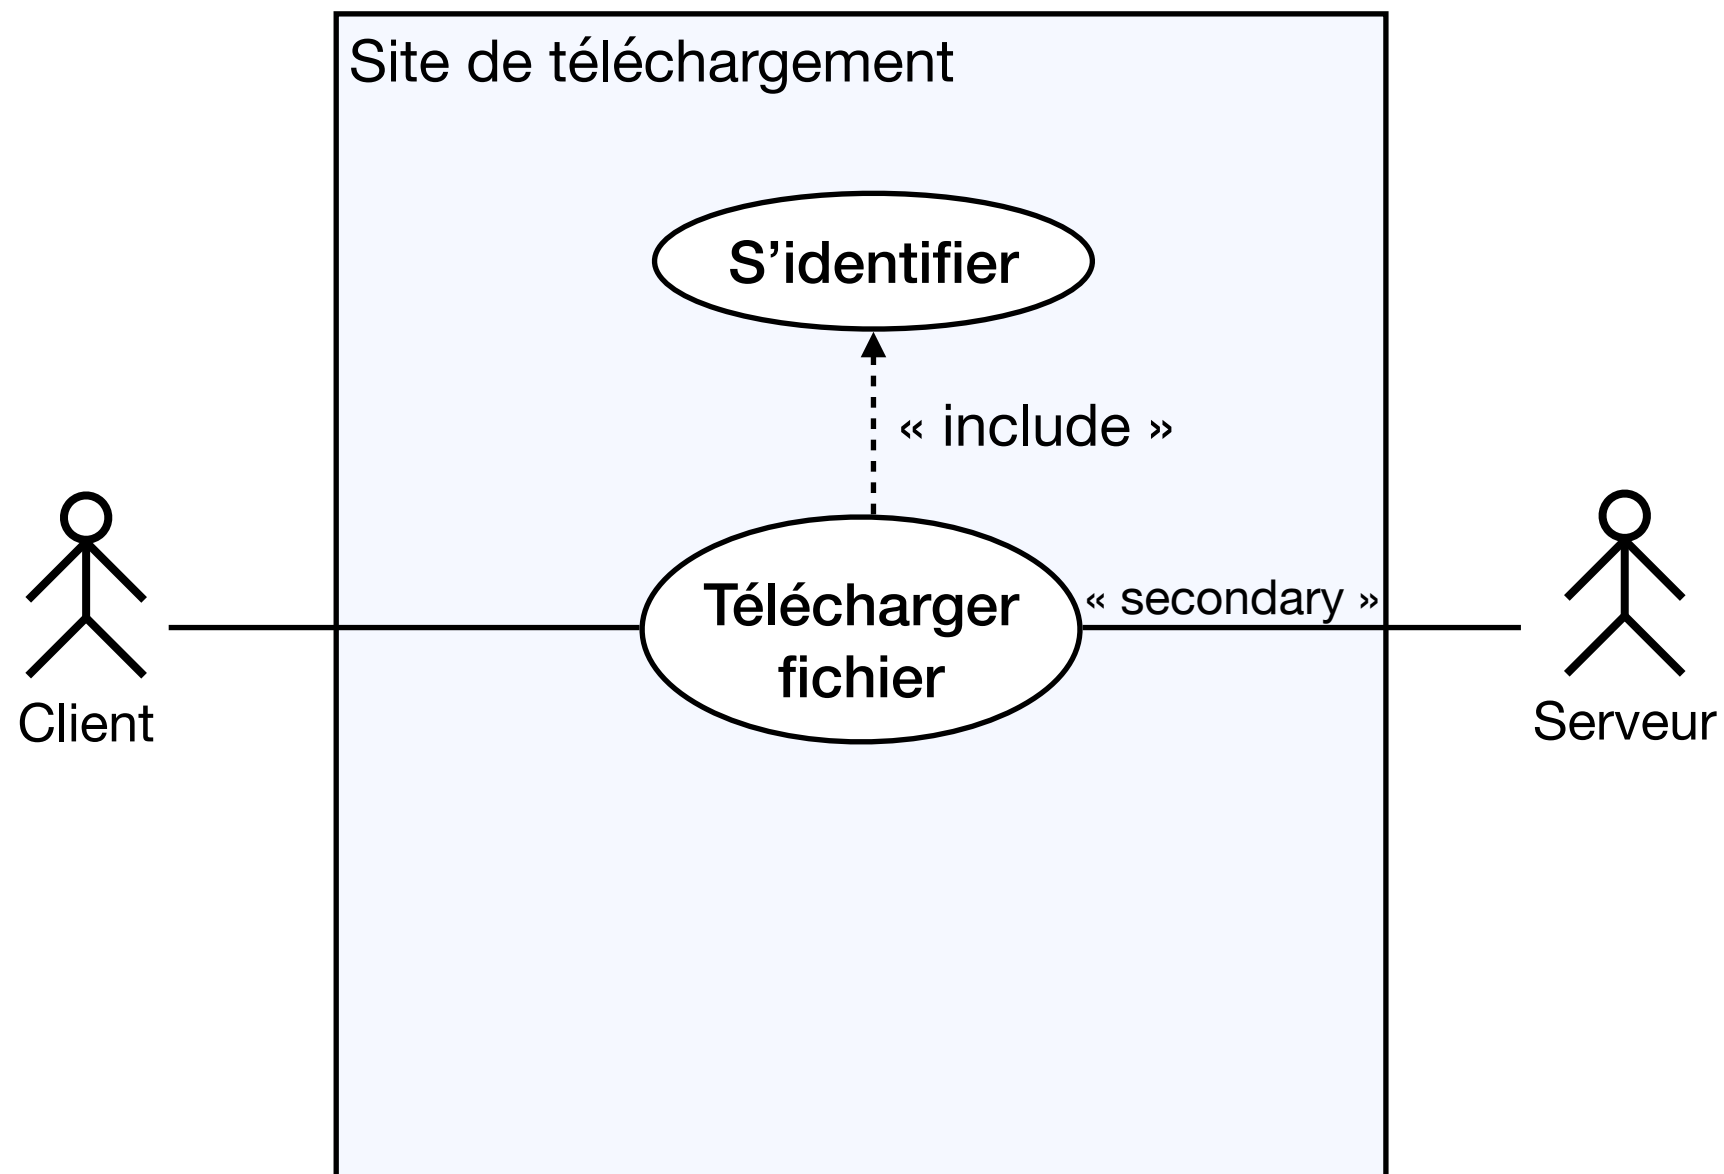 Site de téléchargement
S’identifier
« include »
Télécharger
fichier
« secondary »
Client
Serveur